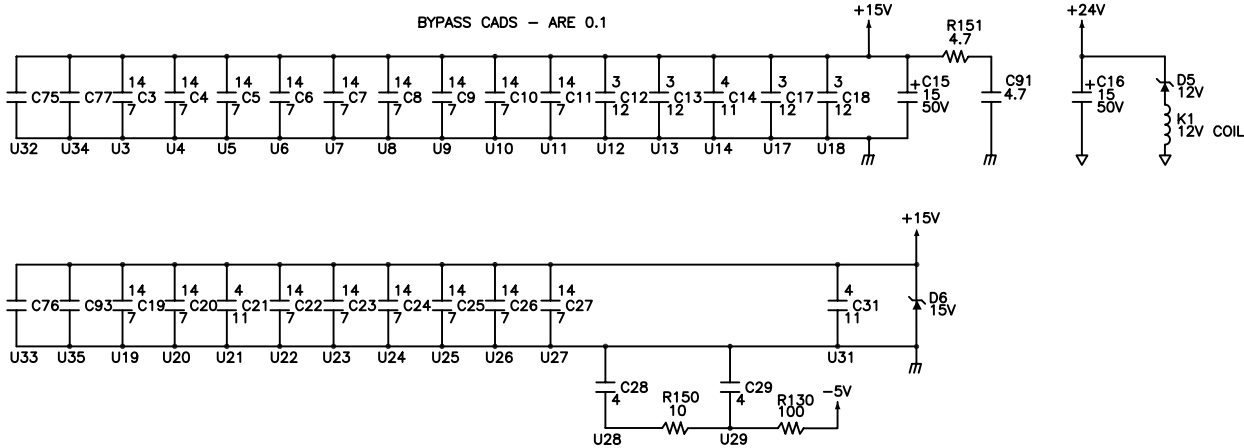 BYPASS CADS – ARE 0.1
+15V
+24V
R151
4.7
14 14 14 14 14 14 14 14 14 3 3 4 3 3
C75 C77 C3 C4 C5 C6 C7 C8 C9 C10 C11 C12 C13 C14 C17 C18
7 7 7 7 7 7 7 7 7 12 12 11 12 12
+C15
15
50V
C91
4.7
+C16
15
50V
D5
12V
K1
12V COIL
U32 U34 U3 U4 U5 U6 U7 U8 U9 U10 U11 U12 U13 U14 U17 U18
+15V
14 14 4 14 14 14 14 14 14 4
C76 C93 C19 C20 C21 C22 C23 C24 C25 C26 C27 C31
7 7 11 7 7 7 7 7 7 11
D6
15V
U33 U35 U19 U20 U21 U22 U23 U24 U25 U26 U27 U31
C28
4
C29
4
R150
10
R130
100
–5V
U28 U29